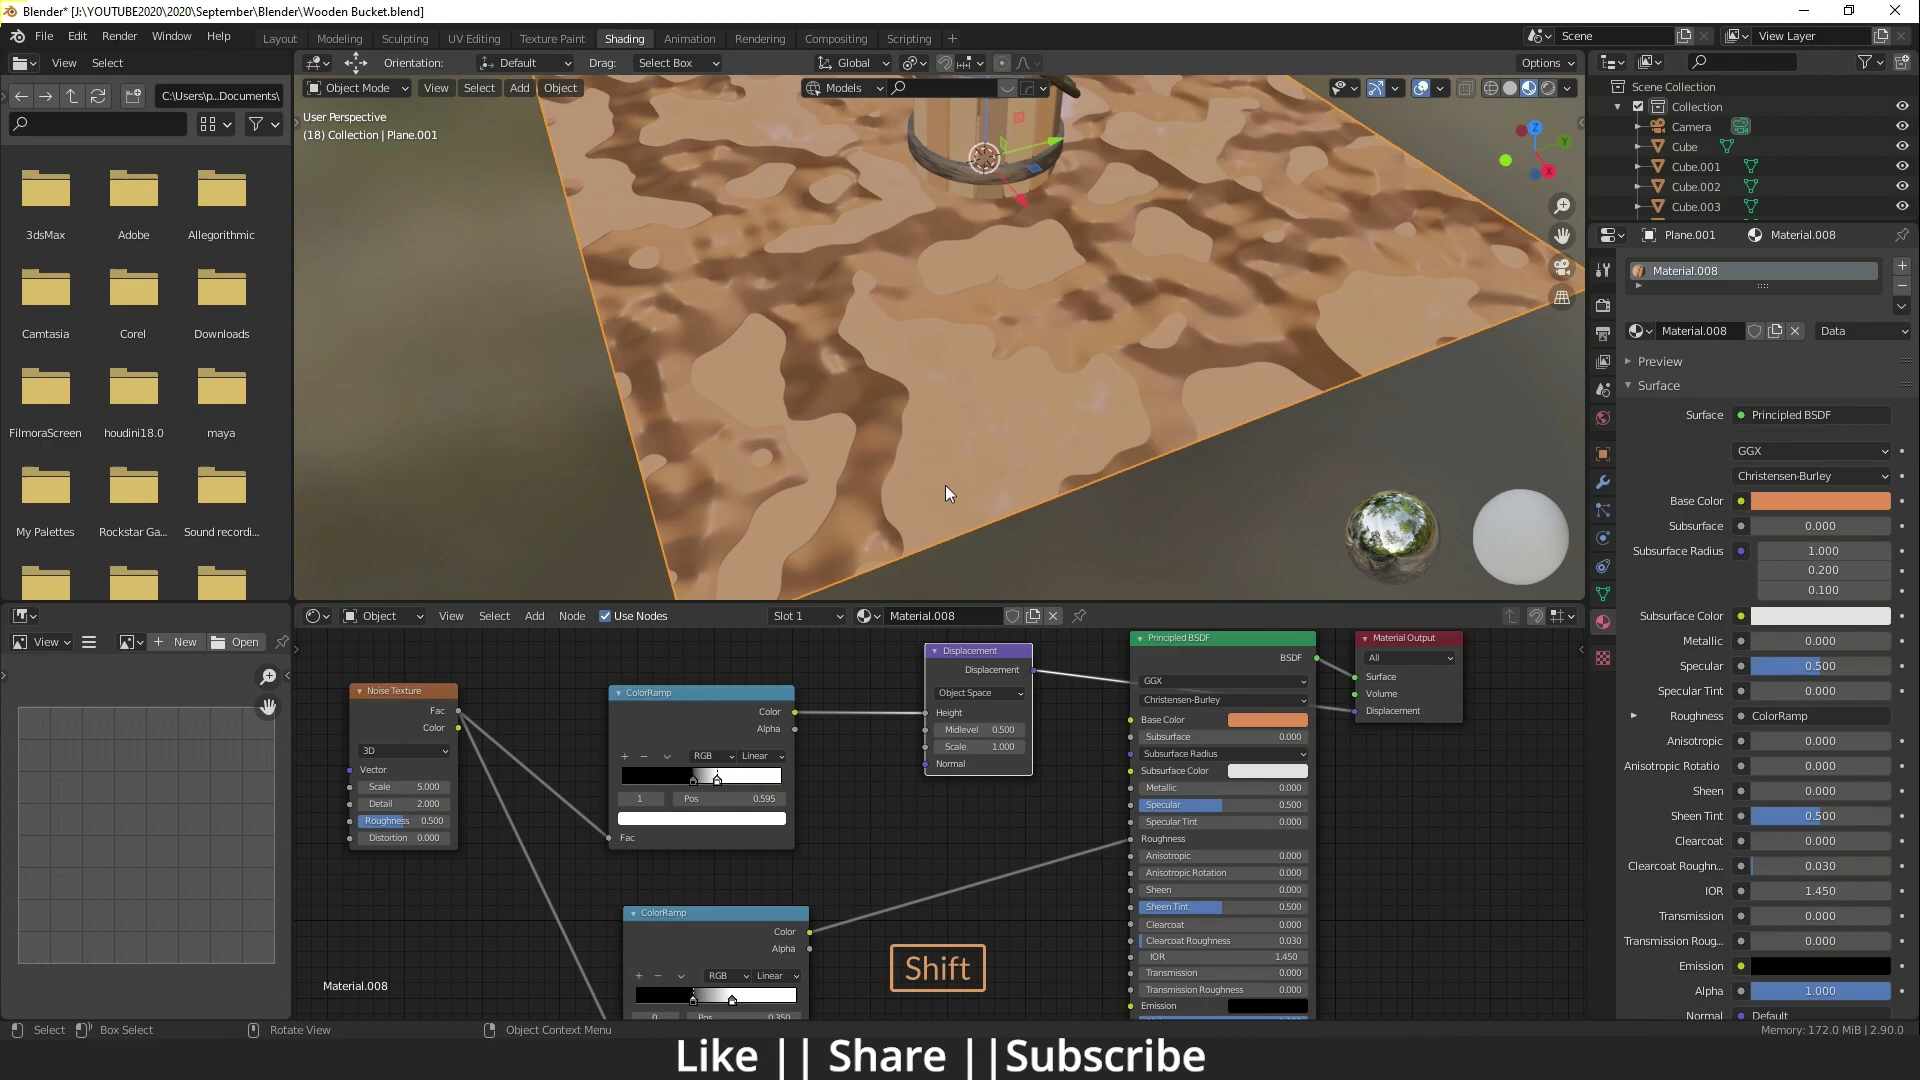 Blender* [J:\YOUTUBE2020\2020\September\Blender\Wooden Bucket.blend]
File Edit Render Window Help Layout Modeling Sculpting UV Editing Texture Paint Shading Animation Rendering Compositing Scripting + Scene View Layer
View Select Orientation: Default Drag: Select Box Global Options
C:\Users\p...Documents\ Object Mode View Select Add Object Models
User Perspective
(18) Collection | Plane.001
Scene Collection
Collection
Camera
Cube
Cube.001
Cube.002
Cube.003
Z
Y
X
3dsMax Adobe Allegorithmic
Camtasia Corel Downloads
FilmoraScreen houdini18.0 maya
My Palettes Rockstar Ga... Sound recordi...
Plane.001 Material.008
Material.008
Material.008 Data
Preview
Surface
Surface Principled BSDF
GGX
Christensen-Burley
Base Color
Subsurface 0.000
Subsurface Radius 1.000
0.200
0.100
Subsurface Color
Metallic 0.000
Specular 0.500
Specular Tint 0.000
Roughness ColorRamp
Anisotropic 0.000
Anisotropic Rotatio 0.000
Sheen 0.000
Sheen Tint 0.500
Clearcoat 0.000
Clearcoat Roughn... 0.030
IOR 1.450
Transmission 0.000
Transmission Roug... 0.000
Emission
Alpha 1.000
Normal Default
View New Open
Object View Select Add Node Use Nodes Slot 1 Material.008
Noise Texture
Fac
Color
3D
Vector
Scale 5.000
Detail 2.000
Roughness 0.500
Distortion 0.000
ColorRamp
Color
Alpha
+ − RGB Linear
1 Pos 0.595
Fac
ColorRamp
Color
Alpha
+ − RGB Linear
0 Pos 0.350
Displacement
Displacement
Object Space
Height
Midlevel 0.500
Scale 1.000
Normal
Principled BSDF
BSDF
GGX
Christensen-Burley
Base Color
Subsurface 0.000
Subsurface Radius
Subsurface Color
Metallic 0.000
Specular 0.500
Specular Tint 0.000
Roughness
Anisotropic 0.000
Anisotropic Rotation 0.000
Sheen 0.000
Sheen Tint 0.500
Clearcoat 0.000
Clearcoat Roughness 0.030
IOR 1.450
Transmission 0.000
Transmission Roughness 0.000
Emission
Material Output
All
Surface
Volume
Displacement
Shift
Material.008
Select Box Select Rotate View Object Context Menu Memory: 172.0 MiB | 2.90.0
Like || Share ||Subscribe